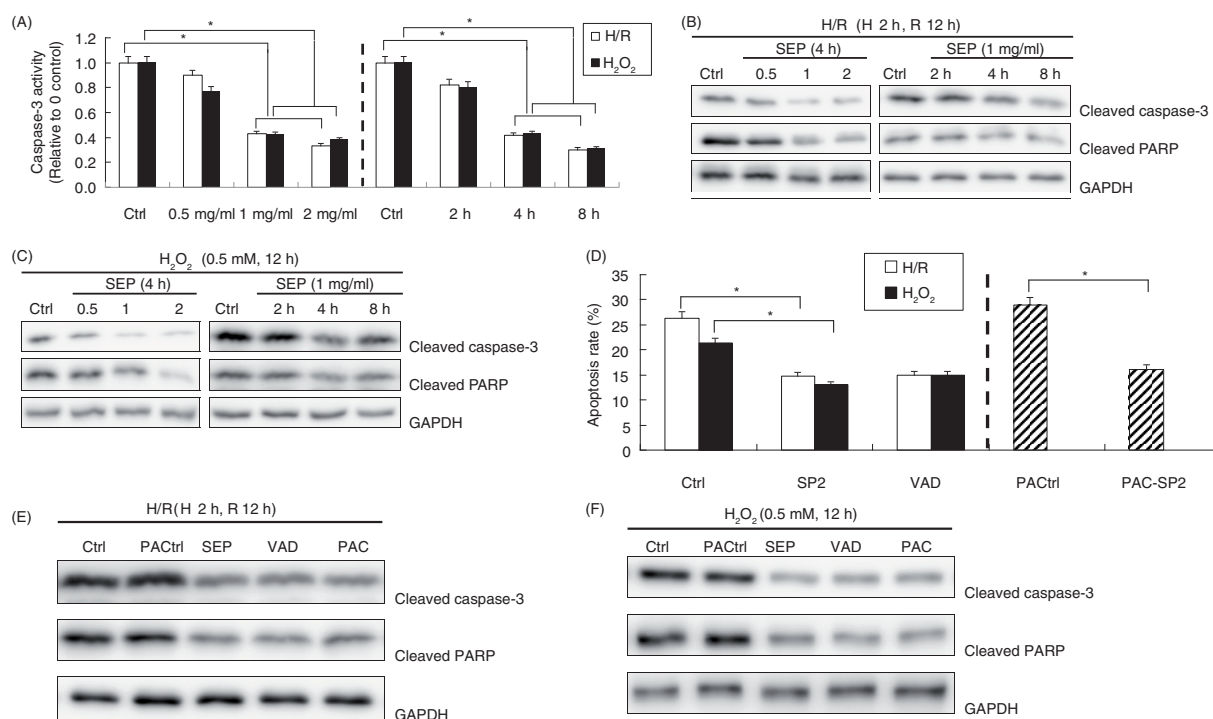 (A)
Caspase-3 activity
(Relative to 0 control)
1.2
1.0
0.8
0.6
0.4
0.2
0.0
* * * *
H/R
H₂O₂
Ctrl 0.5 mg/ml 1 mg/ml 2 mg/ml Ctrl 2 h 4 h 8 h
(B)
H/R (H 2 h, R 12 h)
SEP (4 h) SEP (1 mg/ml)
Ctrl 0.5 1 2 Ctrl 2 h 4 h 8 h
Cleaved caspase-3
Cleaved PARP
GAPDH
(C)
H₂O₂ (0.5 mM, 12 h)
SEP (4 h) SEP (1 mg/ml)
Ctrl 0.5 1 2 Ctrl 2 h 4 h 8 h
Cleaved caspase-3
Cleaved PARP
GAPDH
(D)
Apoptosis rate (%)
35
30
25
20
15
10
5
0
H/R
H₂O₂
* * *
Ctrl SP2 VAD PACtrl PAC-SP2
(E)
H/R(H 2 h, R 12 h)
Ctrl PACtrl SEP VAD PAC
Cleaved caspase-3
Cleaved PARP
GAPDH
(F)
H₂O₂(0.5 mM, 12 h)
Ctrl PACtrl SEP VAD PAC
Cleaved caspase-3
Cleaved PARP
GAPDH